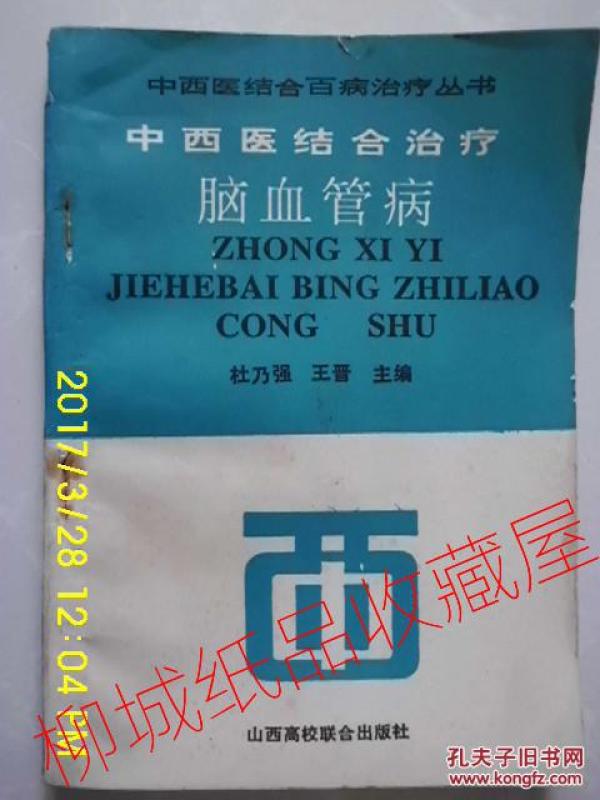 中西医结合百病治疗丛书
中西医结合治疗
脑血管病
ZHONG XI YI
JIEHEBAI BING ZHILIAO
CONG SHU
杜乃强 王晋 主编
2017/3/28 12:04 PM
柳城纸品收藏屋
山西高校联合出版社
孔夫子旧书网
www.kongfz.com